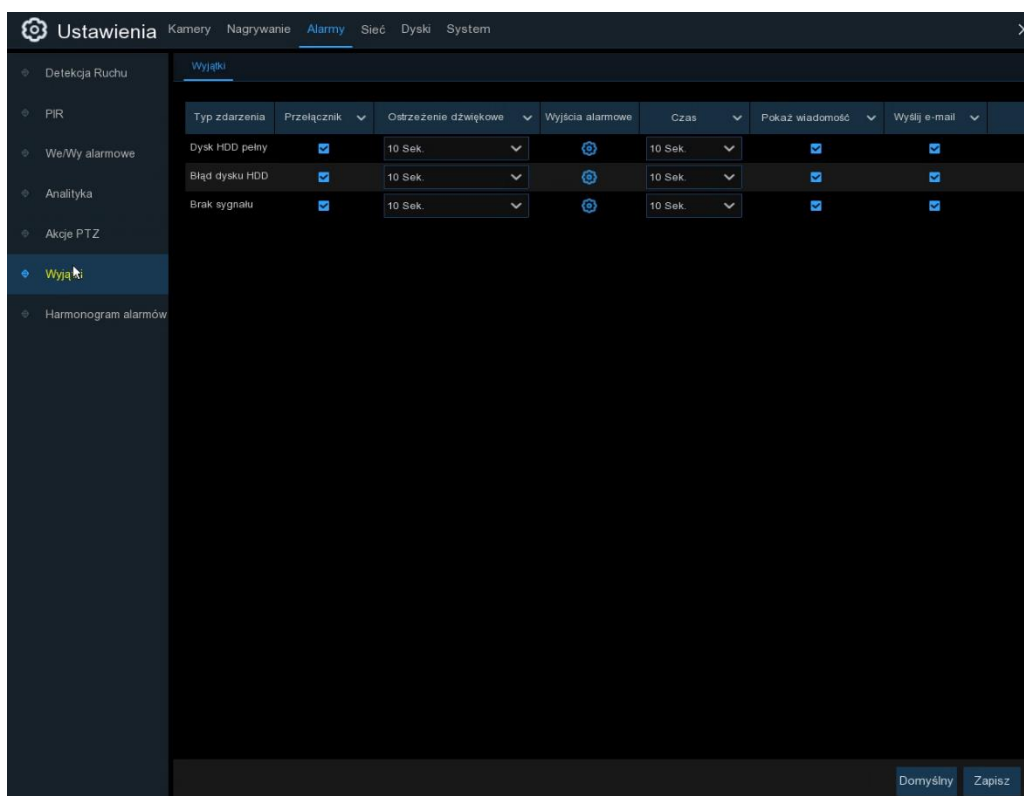 Ustawienia Kamery Nagrywanie Alarmy Sieć Dyski System
Wyjątki
Detekcja Ruchu
PIR
We/Wy alarmowe
Analityka
Akcje PTZ
Wyjątki
Harmonogram alarmów
Typ zdarzenia Przełącznik Ostrzeżenie dźwiękowe Wyjścia alarmowe Czas Pokaż wiadomość Wyślij e-mail
Dysk HDD pełny 10 Sek. 10 Sek.
Błąd dysku HDD 10 Sek. 10 Sek.
Brak sygnału 10 Sek. 10 Sek.
Domyślny Zapisz